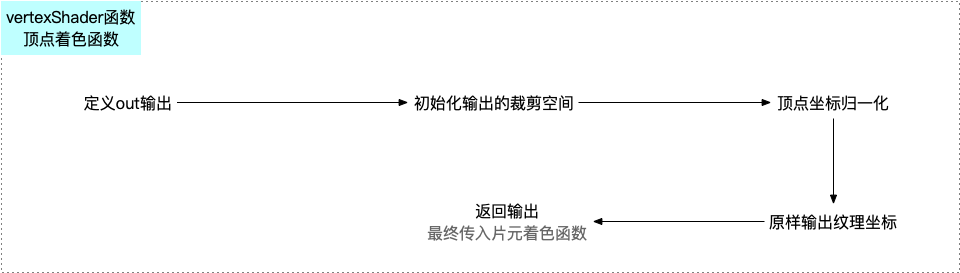 vertexShader函数
顶点着色函数
定义out输出
初始化输出的裁剪空间
顶点坐标归一化
原样输出纹理坐标
返回输出
最终传入片元着色函数